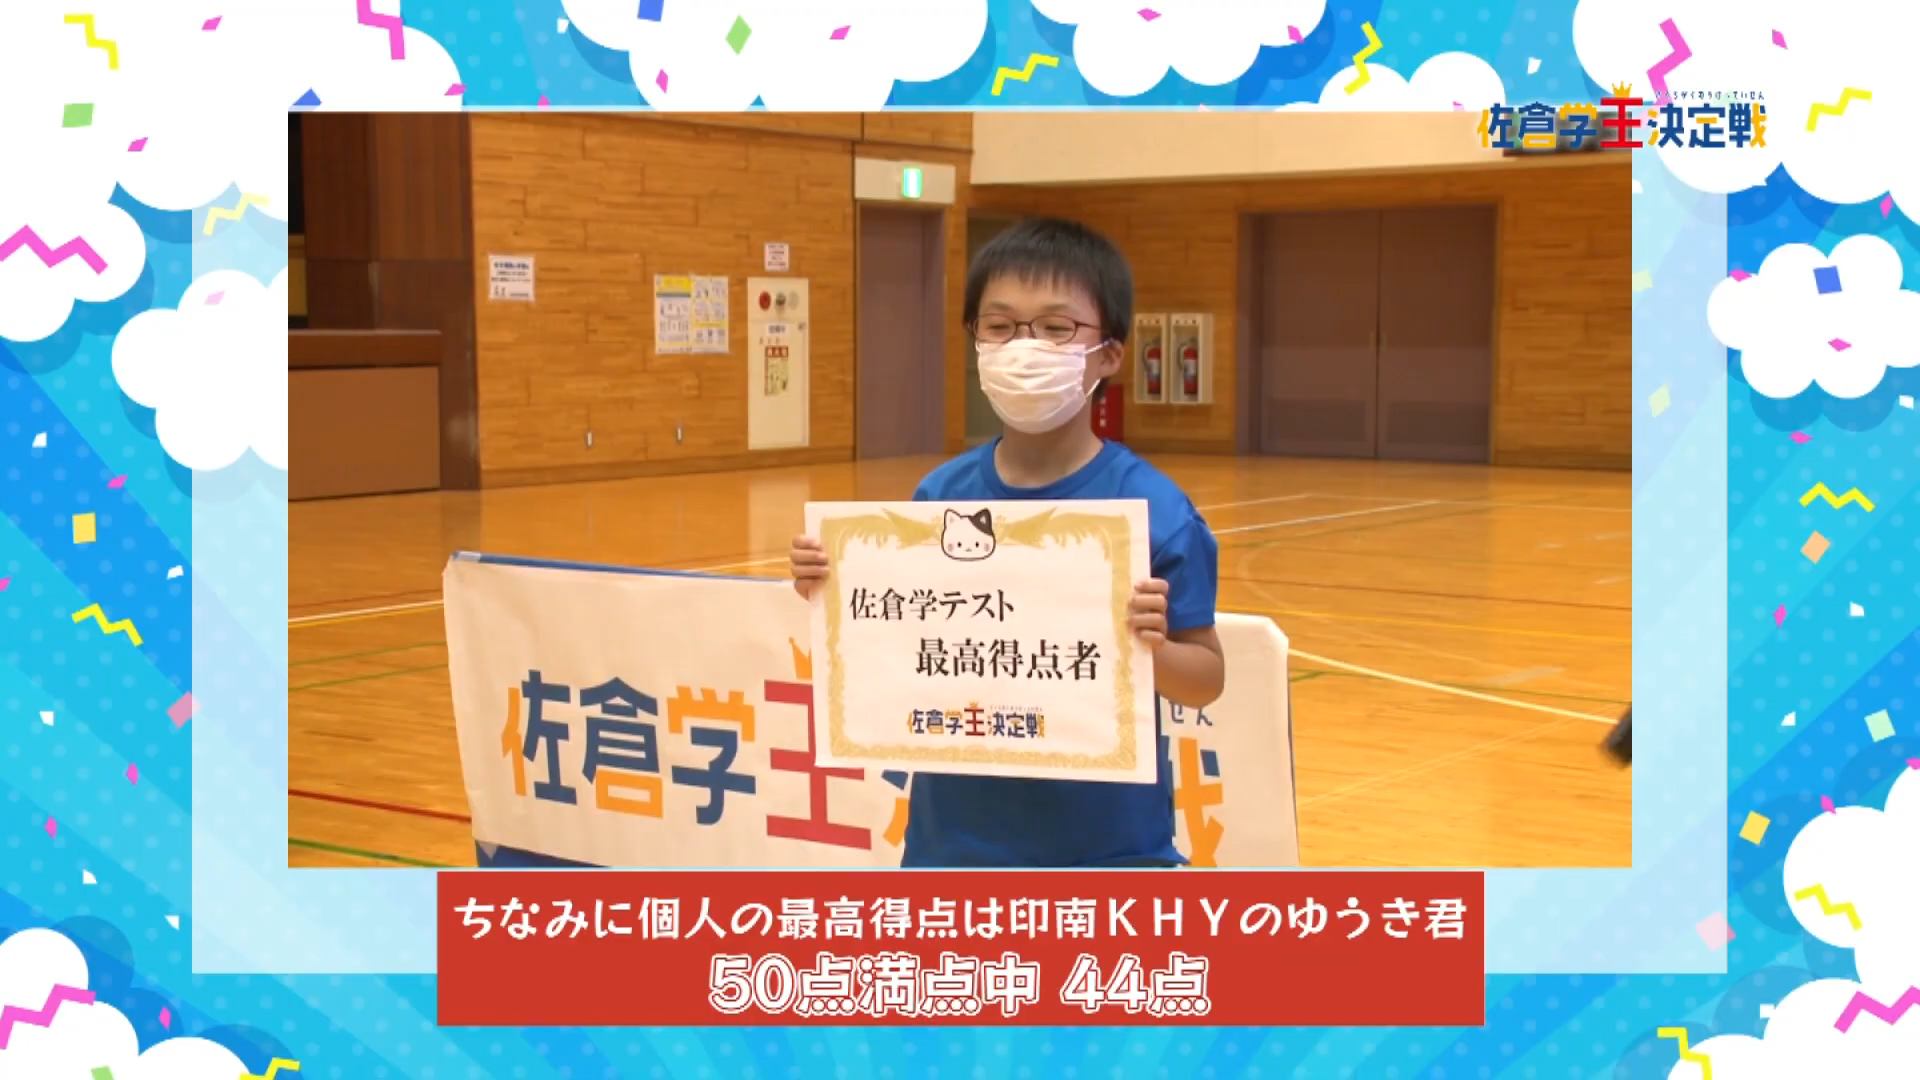 佐倉学王決定戦
佐倉学テスト
最高得点者
佐倉学王決定戦
佐倉学王
せん
戦
ちなみに個人の最高得点は印南ＫＨＹのゆうき君
50点満点中 44点